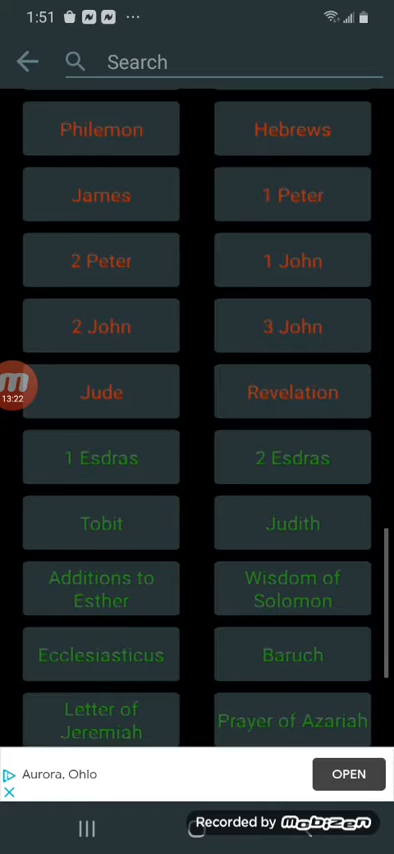 1:51
Search
Philemon
Hebrews
James
1 Peter
2 Peter
1 John
2 John
3 John
13:22
Jude
Revelation
1 Esdras
2 Esdras
Tobit
Judith
Additions to
Esther
Wisdom of
Solomon
Ecclesiasticus
Baruch
Letter of
Jeremiah
Prayer of Azariah
Aurora, Ohlo
OPEN
Recorded by mobizen